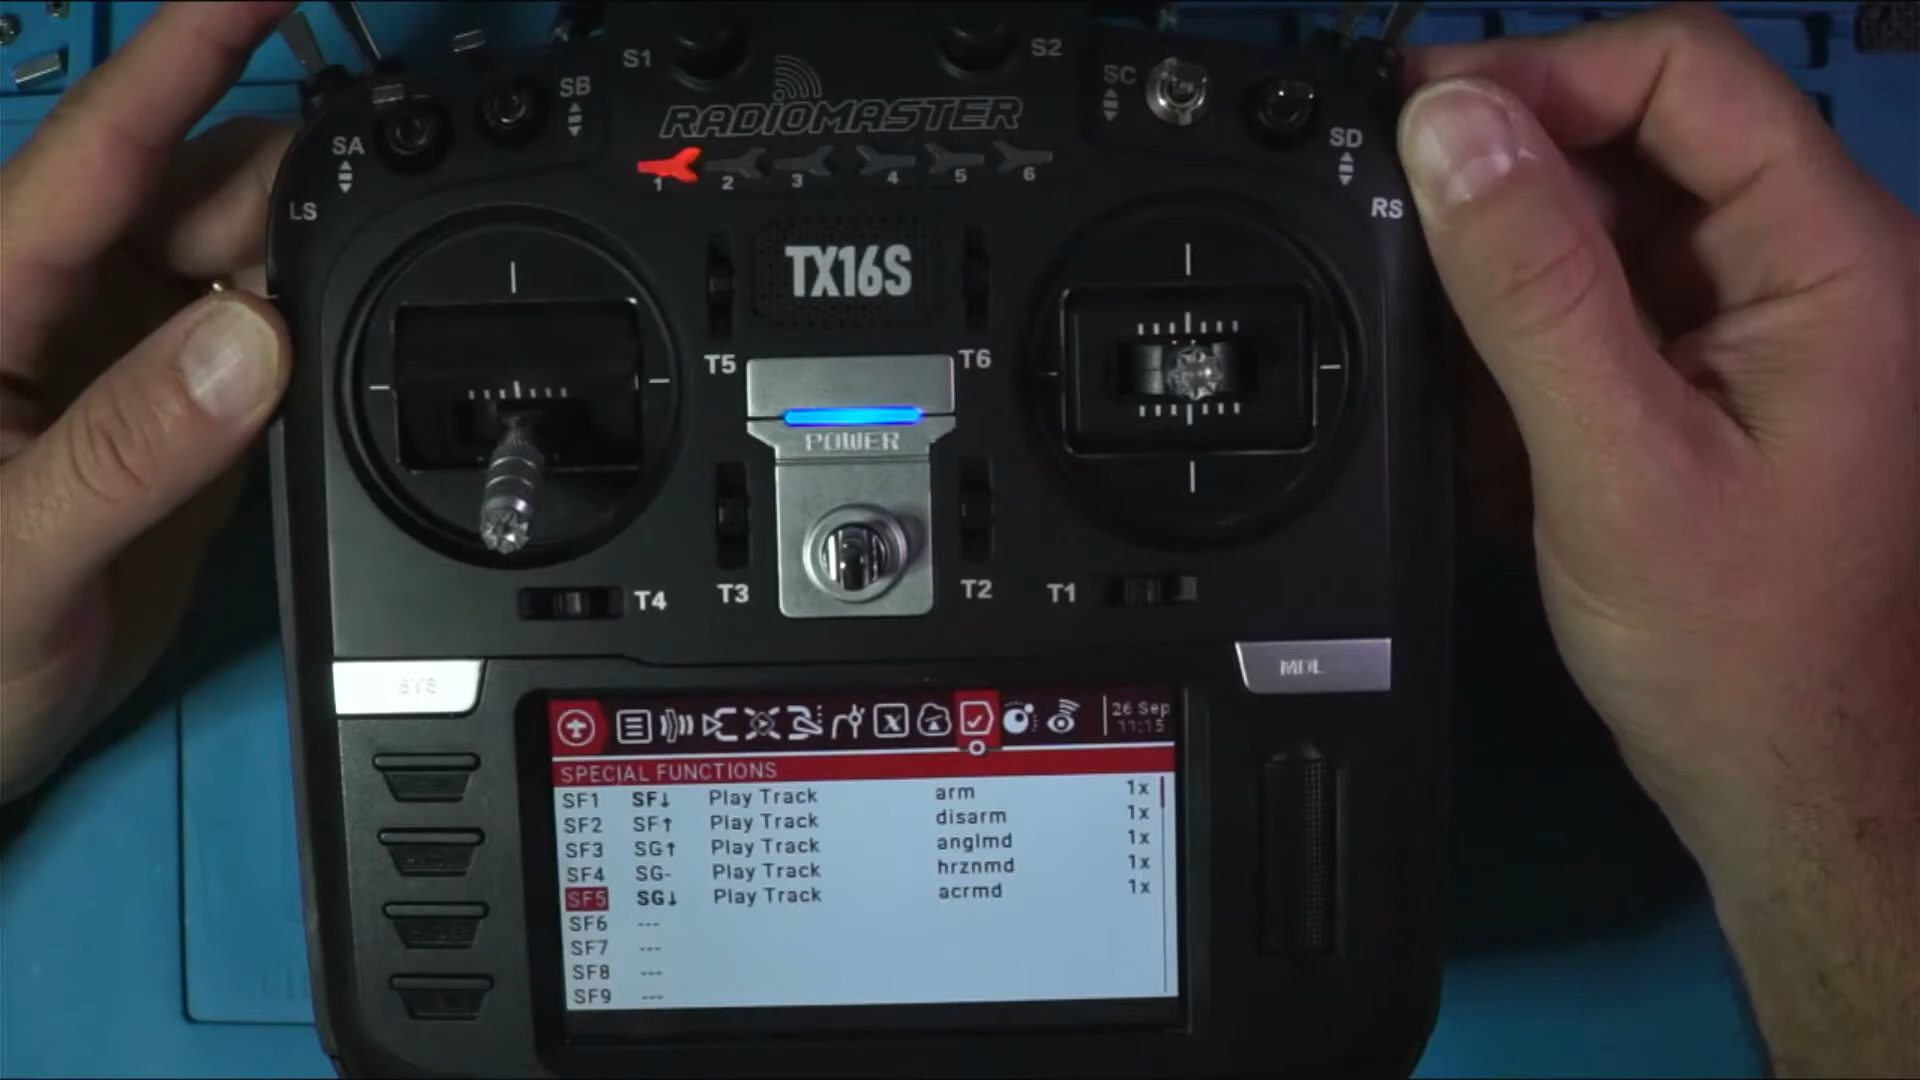 S1
S2
SB
SC
RADIOMASTER
SA
SD
1 2 3 4 5 6
LS
RS
TX16S
T5
T6
POWER
T4
T3
T2
T1
MDL
26 Sep
11:15
SPECIAL FUNCTIONS
SF1 SF↓ Play Track arm 1x
SF2 SF↑ Play Track disarm 1x
SF3 SG↑ Play Track anglmd 1x
SF4 SG- Play Track hrznmd 1x
SF5 SG↓ Play Track acrmd 1x
SF6 ---
SF7 ---
SF8 ---
SF9 ---